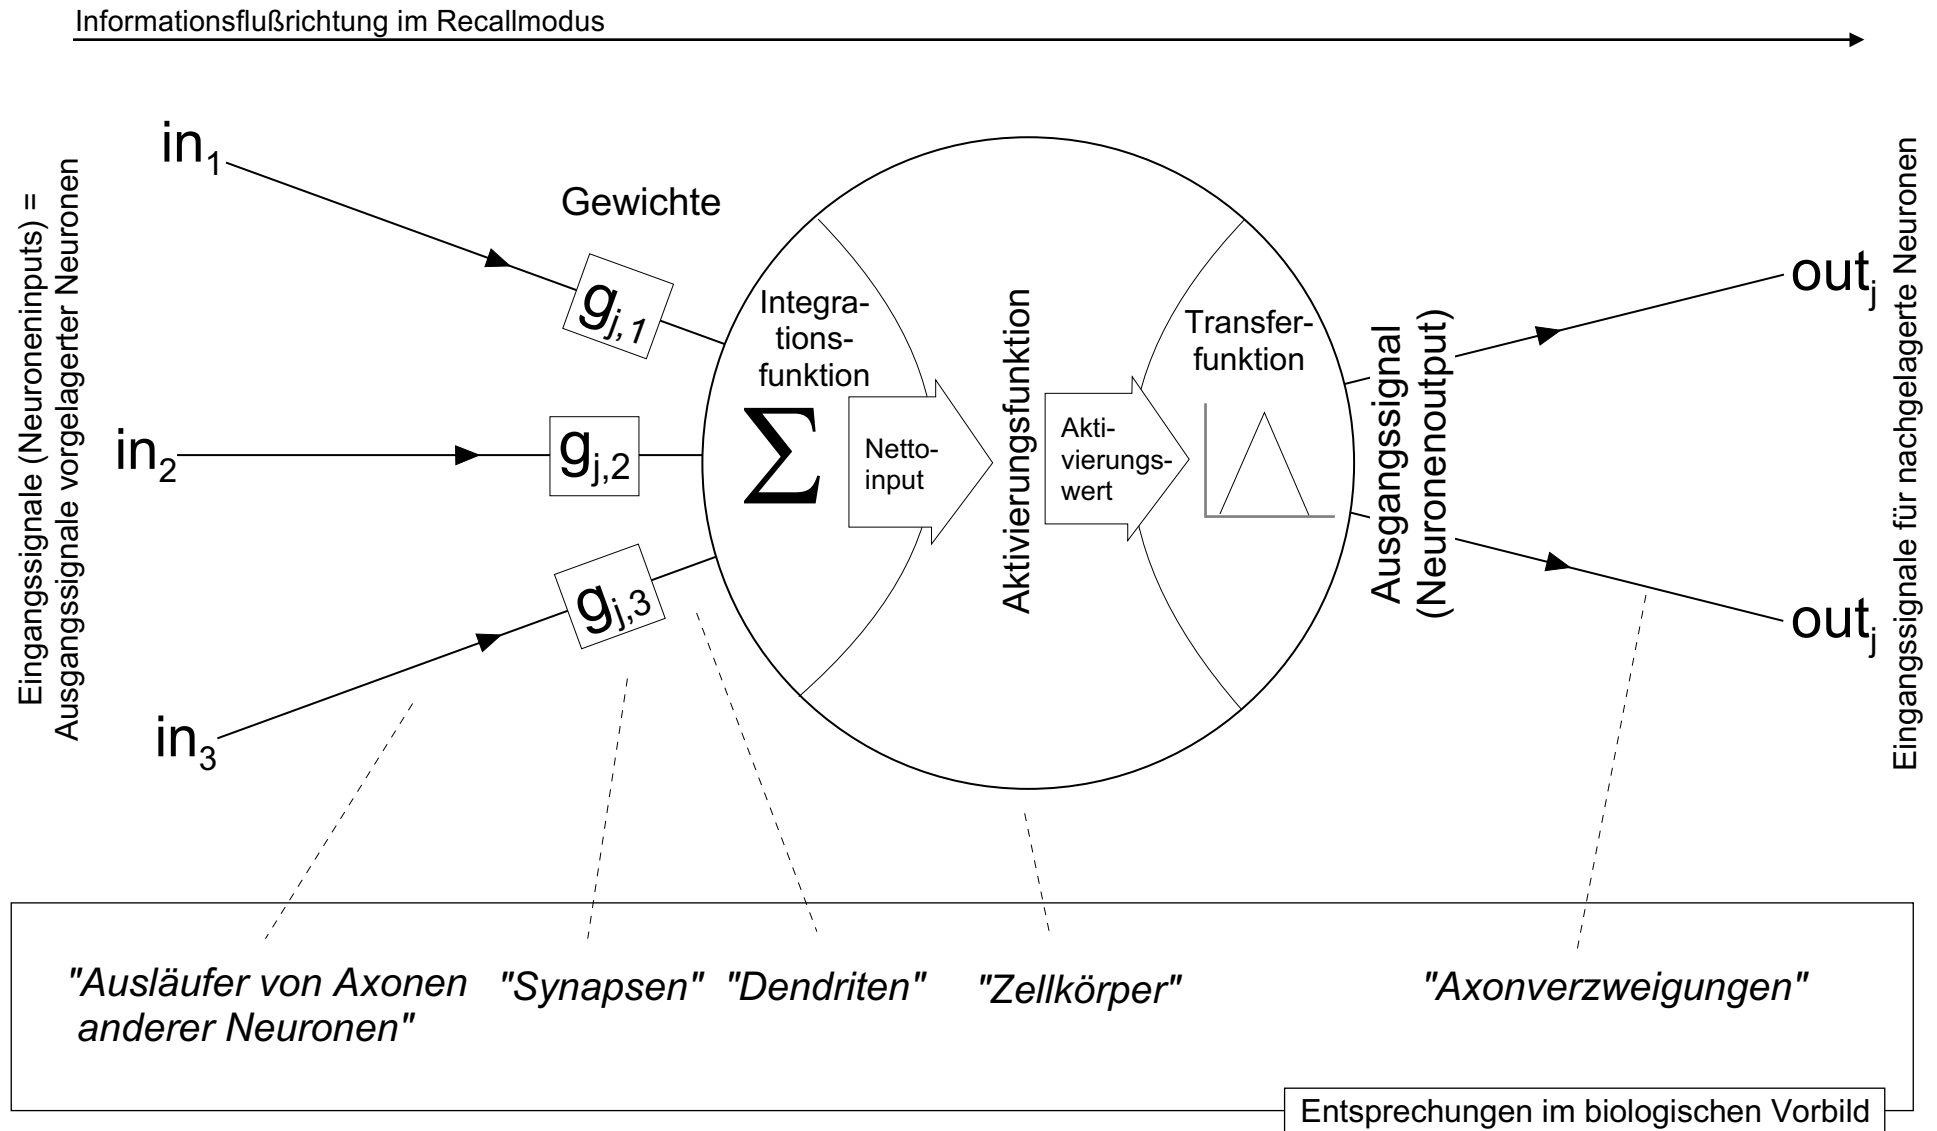 Informationsflußrichtung im Recallmodus
Eingangssignale (Neuroneninputs) =
Ausgangssignale vorgelagerter Neuronen
in1
in2
in3
Gewichte
gj,1
gj,2
gj,3
Integra-
tions-
funktion
Σ
Netto-
input
Aktivierungsfunktion
Akti-
vierungs-
wert
Transfer-
funktion
Ausgangssignal
(Neuronenoutput)
outj
outj
Eingangssignale für nachgelagerte Neuronen
"Ausläufer von Axonen
anderer Neuronen"
"Synapsen"
"Dendriten"
"Zellkörper"
"Axonverzweigungen"
Entsprechungen im biologischen Vorbild